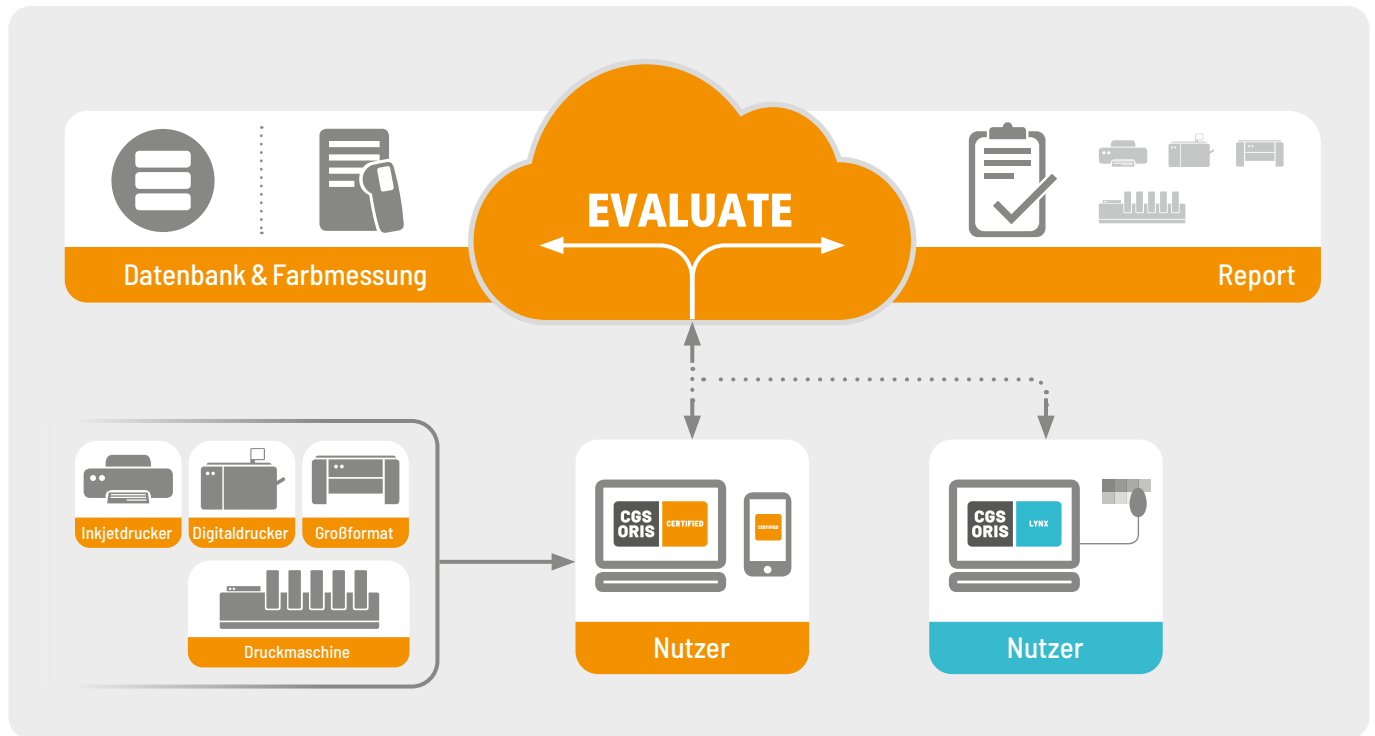 EVALUATE
Datenbank & Farbmessung
Report
Inkjetdrucker
Digitaldrucker
Großformat
Druckmaschine
CGS
ORIS
CERTIFIED
CERTIFIED
Nutzer
CGS
ORIS
LYNX
Nutzer